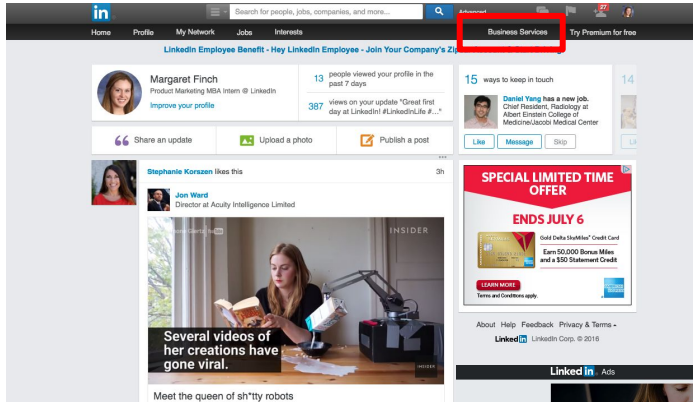 in
Search for people, jobs, companies, and more...
Advanced
27
Home Profile My Network Jobs Interests Business Services Try Premium for free
LinkedIn Employee Benefit - Hey LinkedIn Employee - Join Your Company's Zip
Margaret Finch
Product Marketing MBA Intern @ LinkedIn
Improve your profile
13 people viewed your profile in the
past 7 days
387 views on your update "Great first
day at LinkedIn! #LinkedInLife #..."
Share an update
Upload a photo
Publish a post
15 ways to keep in touch
14
Daniel Yang has a new job.
Chief Resident, Radiology at
Albert Einstein College of
Medicine/Jacobi Medical Center
Like
Message
Skip
Stephanie Korszen likes this
3h
Jon Ward
Director at Acuity Intelligence Limited
INSIDER
Several videos of
her creations have
gone viral.
INSIDER
Meet the queen of sh*tty robots
SPECIAL LIMITED TIME
OFFER
ENDS JULY 6
Gold Delta SkyMiles® Credit Card
Earn 50,000 Bonus Miles
and a $50 Statement Credit
LEARN MORE
Terms and Conditions apply.
About Help Feedback Privacy & Terms
LinkedIn LinkedIn Corp. © 2016
Linked in Ads